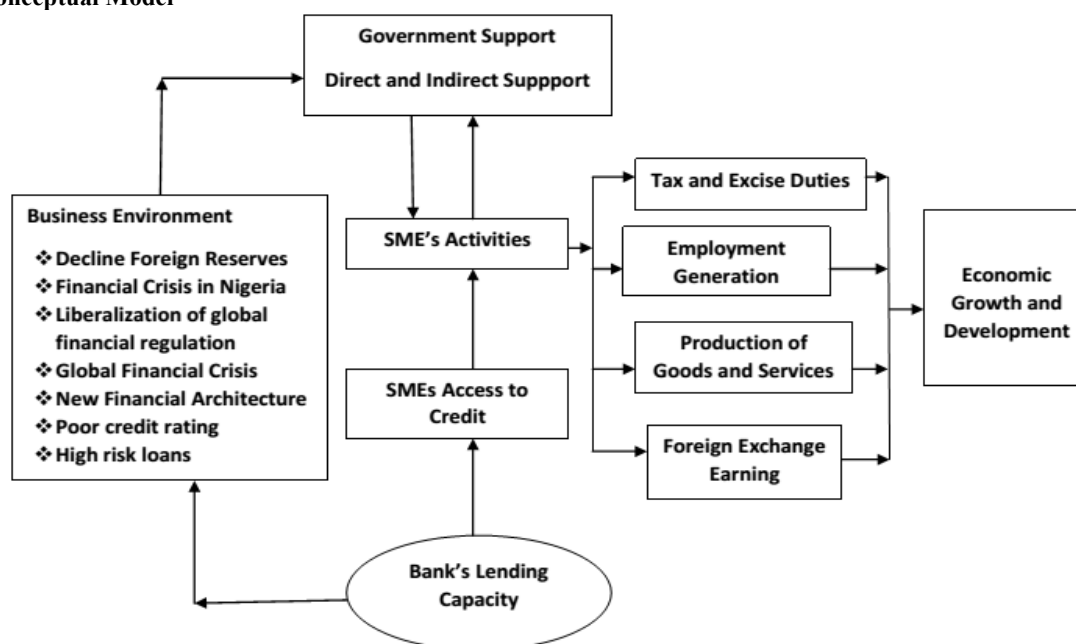 onceptual Model
Government Support
Direct and Indirect Suppport
Business Environment
❖ Decline Foreign Reserves
❖ Financial Crisis in Nigeria
❖ Liberalization of global
financial regulation
❖ Global Financial Crisis
❖ New Financial Architecture
❖ Poor credit rating
❖ High risk loans
SME's Activities
SMEs Access to
Credit
Bank's Lending
Capacity
Tax and Excise Duties
Employment
Generation
Production of
Goods and Services
Foreign Exchange
Earning
Economic
Growth and
Development